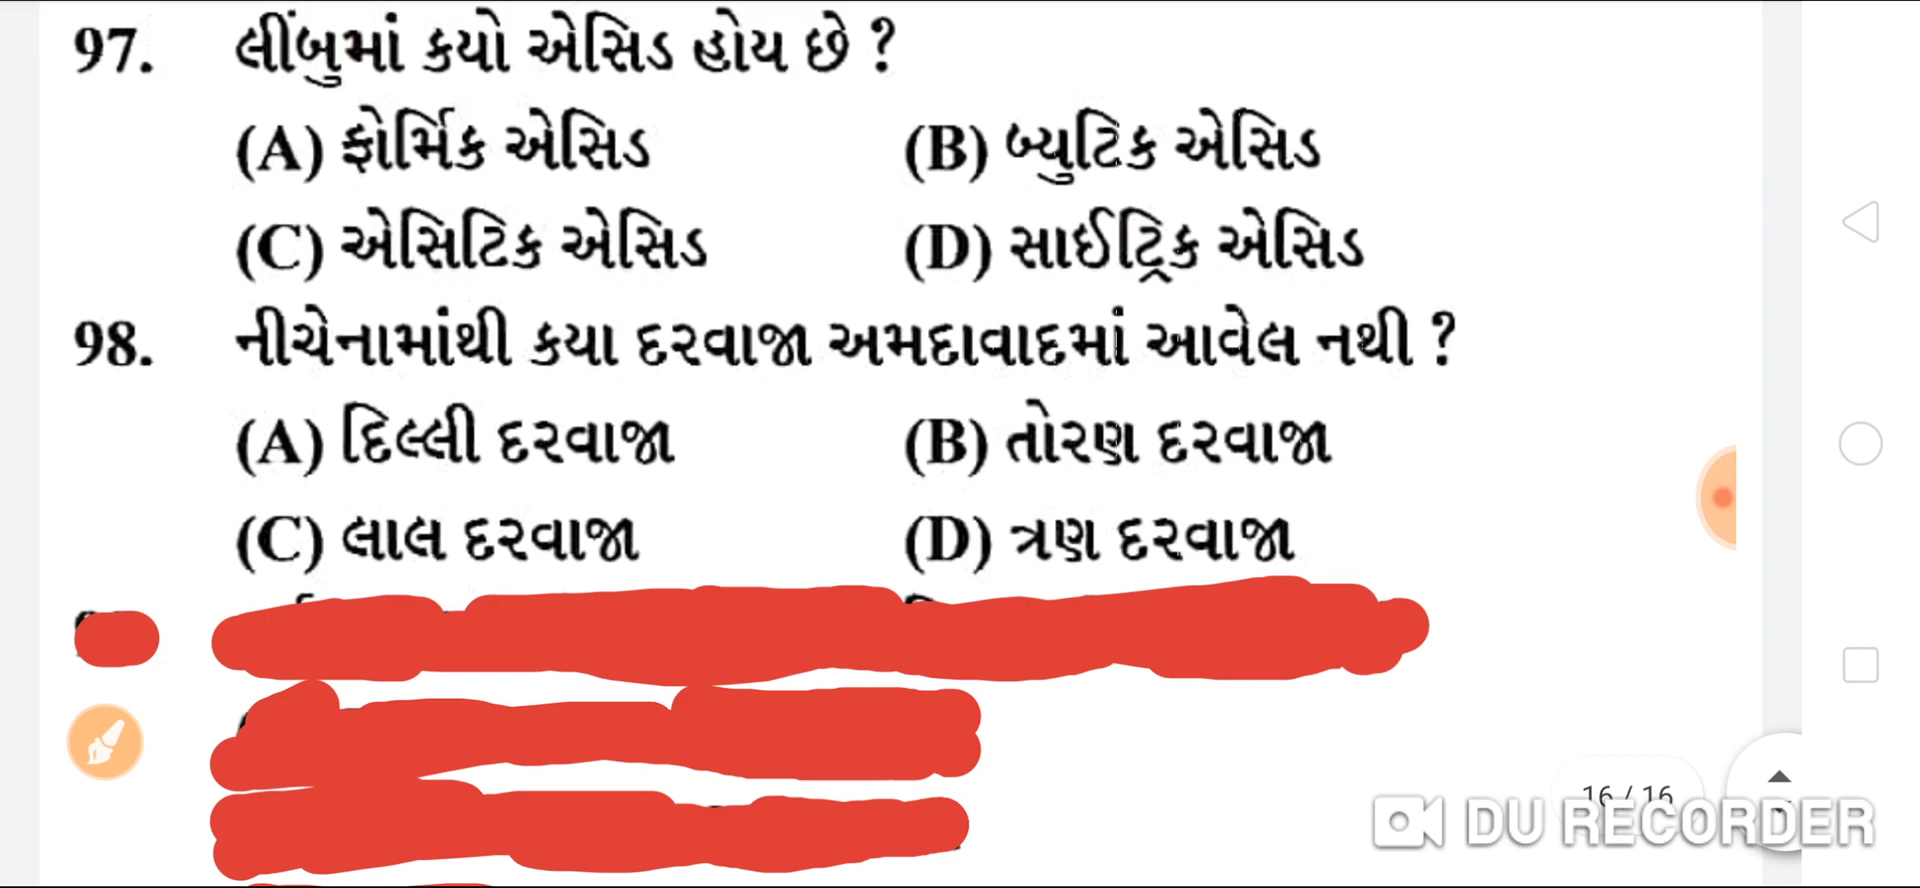 97. લીંબુમાં કયો એસિડ હોય છે ?
(A) ફોર્મિક એસિડ (B) બ્યુટિક એસિડ
(C) એસિટિક એસિડ (D) સાઈટ્રિક એસિડ
98. નીચેનામાંથી કયા દરવાજા અમદાવાદમાં આવેલ નથી ?
(A) દિલ્લી દરવાજા (B) તોરણ દરવાજા
(C) લાલ દરવાજા (D) ત્રણ દરવાજા
16 / 16
DU RECORDER